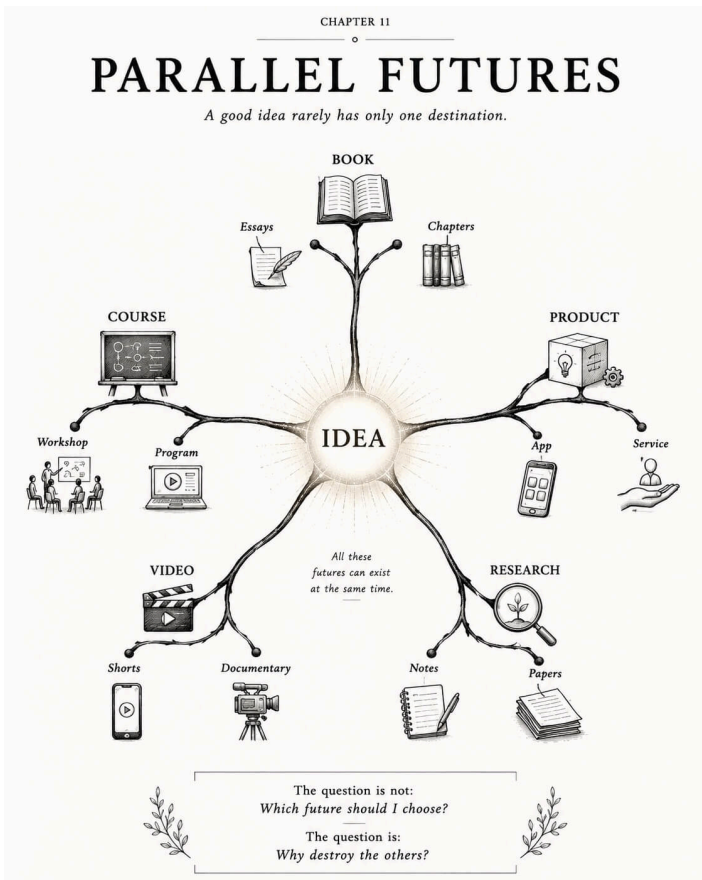 CHAPTER 11
PARALLEL FUTURES
A good idea rarely has only one destination.
BOOK
Essays
Chapters
COURSE
PRODUCT
IDEA
Workshop
Program
App
Service
All these
futures can exist
at the same time.
VIDEO
RESEARCH
Shorts
Documentary
Notes
Papers
The question is not:
Which future should I choose?
The question is:
Why destroy the others?